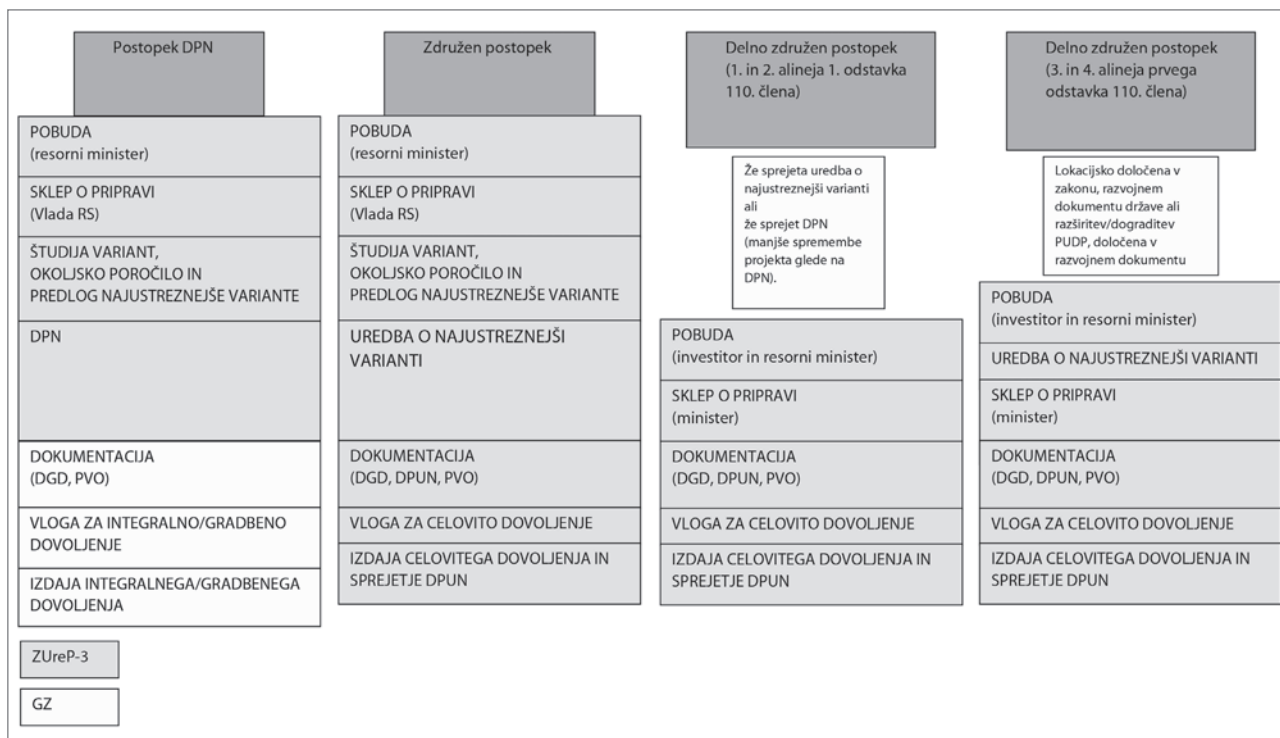 Postopek DPN
POBUDA
(resorni minister)
SKLEP O PRIPRAVI
(Vlada RS)
ŠTUDIJA VARIANT,
OKOLJSKO POROČILO IN
PREDLOG NAJUSTREZNEJŠE VARIANTE
DPN
DOKUMENTACIJA
(DGD, PVO)
VLOGA ZA INTEGRALNO/GRADBENO
DOVOLJENJE
IZDAJA INTEGRALNEGA/GRADBENEGA
DOVOLJENJA
Združen postopek
POBUDA
(resorni minister)
SKLEP O PRIPRAVI
(Vlada RS)
ŠTUDIJA VARIANT,
OKOLJSKO POROČILO IN
PREDLOG NAJUSTREZNEJŠE VARIANTE
UREDBA O NAJUSTREZNEJŠI
VARIANTI
DOKUMENTACIJA
(DGD, DPUN, PVO)
VLOGA ZA CELOVITO DOVOLJENJE
IZDAJA CELOVITEGA DOVOLJENJA IN
SPREJETJE DPUN
Delno združen postopek
(1. in 2. alineja 1. odstavka
110. člena)
Že sprejeta uredba o
najustreznejši varianti
ali
že sprejet DPN
(manjše spremembe
projekta glede na
DPN).
POBUDA
(investitor in resorni minister)
SKLEP O PRIPRAVI
(minister)
DOKUMENTACIJA
(DGD, DPUN, PVO)
VLOGA ZA CELOVITO DOVOLJENJE
IZDAJA CELOVITEGA DOVOLJENJA IN
SPREJETJE DPUN
Delno združen postopek
(3. in 4. alineja prvega
odstavka 110. člena)
Lokacijsko določena v
zakonu, razvojnem
dokumentu države ali
razširitev/dograditev
PUDP, določena v
razvojnem dokumentu
POBUDA
(investitor in resorni minister)
UREDBA O NAJUSTREZNEJŠI VARIANTI
SKLEP O PRIPRAVI
(minister)
DOKUMENTACIJA
(DGD, DPUN, PVO)
VLOGA ZA CELOVITO DOVOLJENJE
IZDAJA CELOVITEGA DOVOLJENJA IN
SPREJETJE DPUN
ZUreP-3
GZ